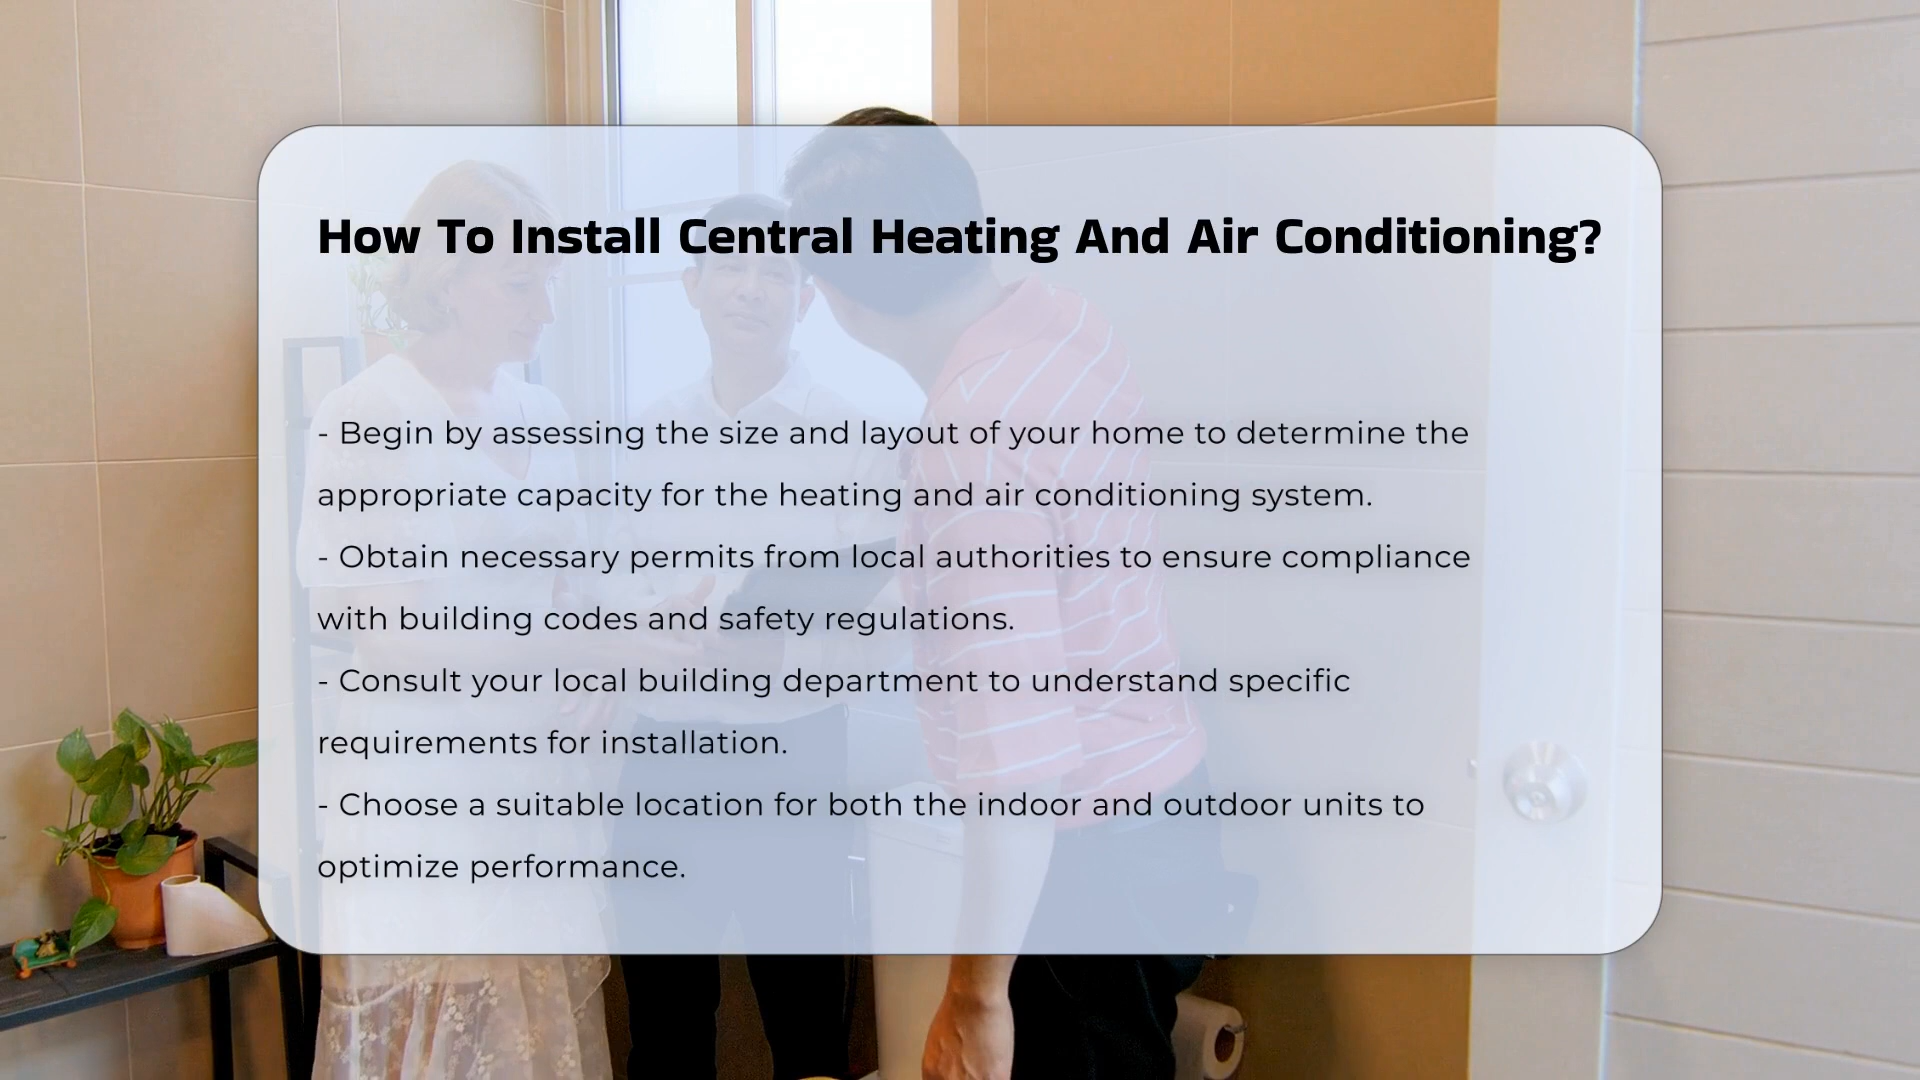 How To Install Central Heating And Air Conditioning?
- Begin by assessing the size and layout of your home to determine the
appropriate capacity for the heating and air conditioning system.
- Obtain necessary permits from local authorities to ensure compliance
with building codes and safety regulations.
- Consult your local building department to understand specific
requirements for installation.
- Choose a suitable location for both the indoor and outdoor units to
optimize performance.